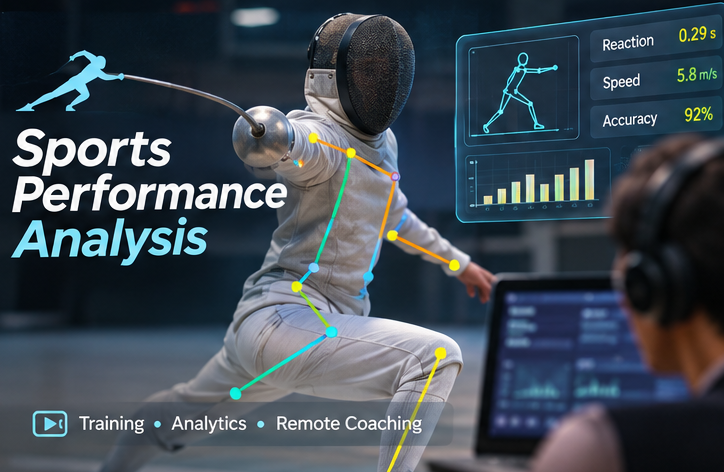 Sports
Performance
Analysis
Reaction 0.29 s
Speed 5.8 m/s
Accuracy 92%
Training • Analytics • Remote Coaching